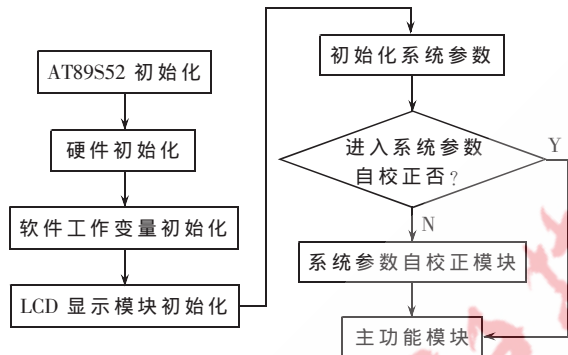 AT89S52 初始化
硬件初始化
软件工作变量初始化
LCD 显示模块初始化
初始化系统参数
进入系统参数
自校正否?
Y
N
系统参数自校正模块
主功能模块